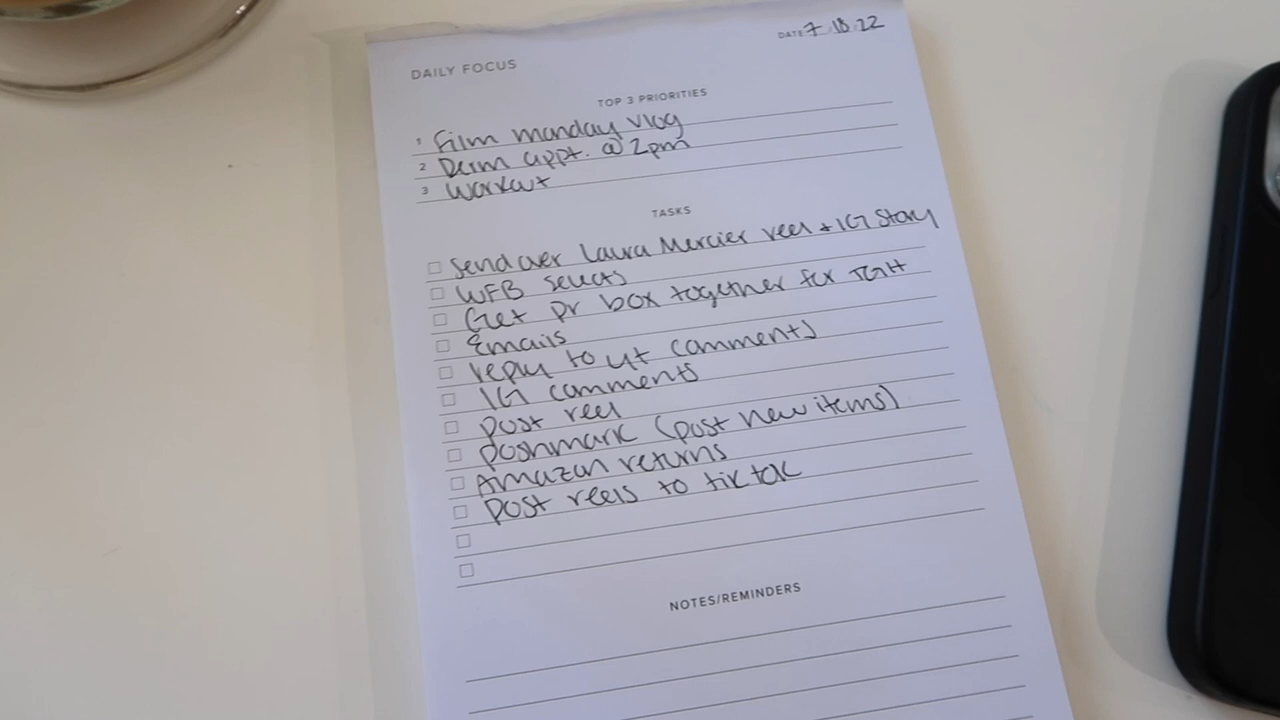 DATE 7.18.22
DAILY FOCUS
TOP 3 PRIORITIES
1 Film monday vlog
2 Derm appt. @ 2pm
3 Workout
TASKS
send over Laura Mercier reel + IG Story
WFB selects
Get pr box together for
Emails
reply to yt comments
IG comments
post reel
poshmark (post new items)
Amazon returns
post reels to tik tok
NOTES/REMINDERS